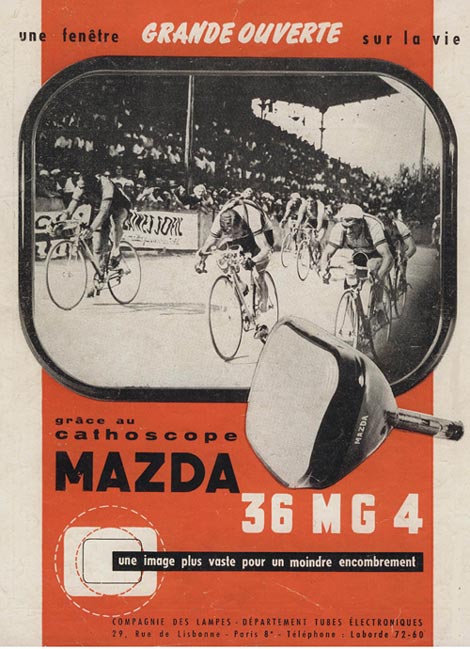 une fenêtre GRANDE OUVERTE sur la vie
MAZDA
grâce au
cathoscope
MAZDA
36 MG 4
une image plus vaste pour un moindre encombrement
COMPAGNIE DES LAMPES - DÉPARTEMENT TUBES ÉLECTRONIQUES
29, Rue de Lisbonne - Paris 8e - Téléphone : Laborde 72-60